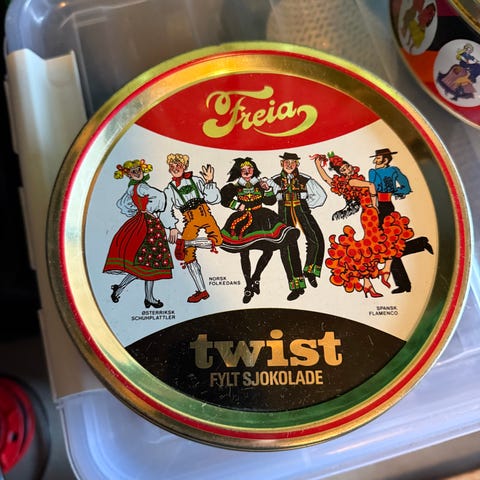 Freia
ØSTERRIKSK
SCHUHPLATTLER
NORSK
FOLKEDANS
SPANSK
FLAMENCO
twist
FYLT SJOKOLADE